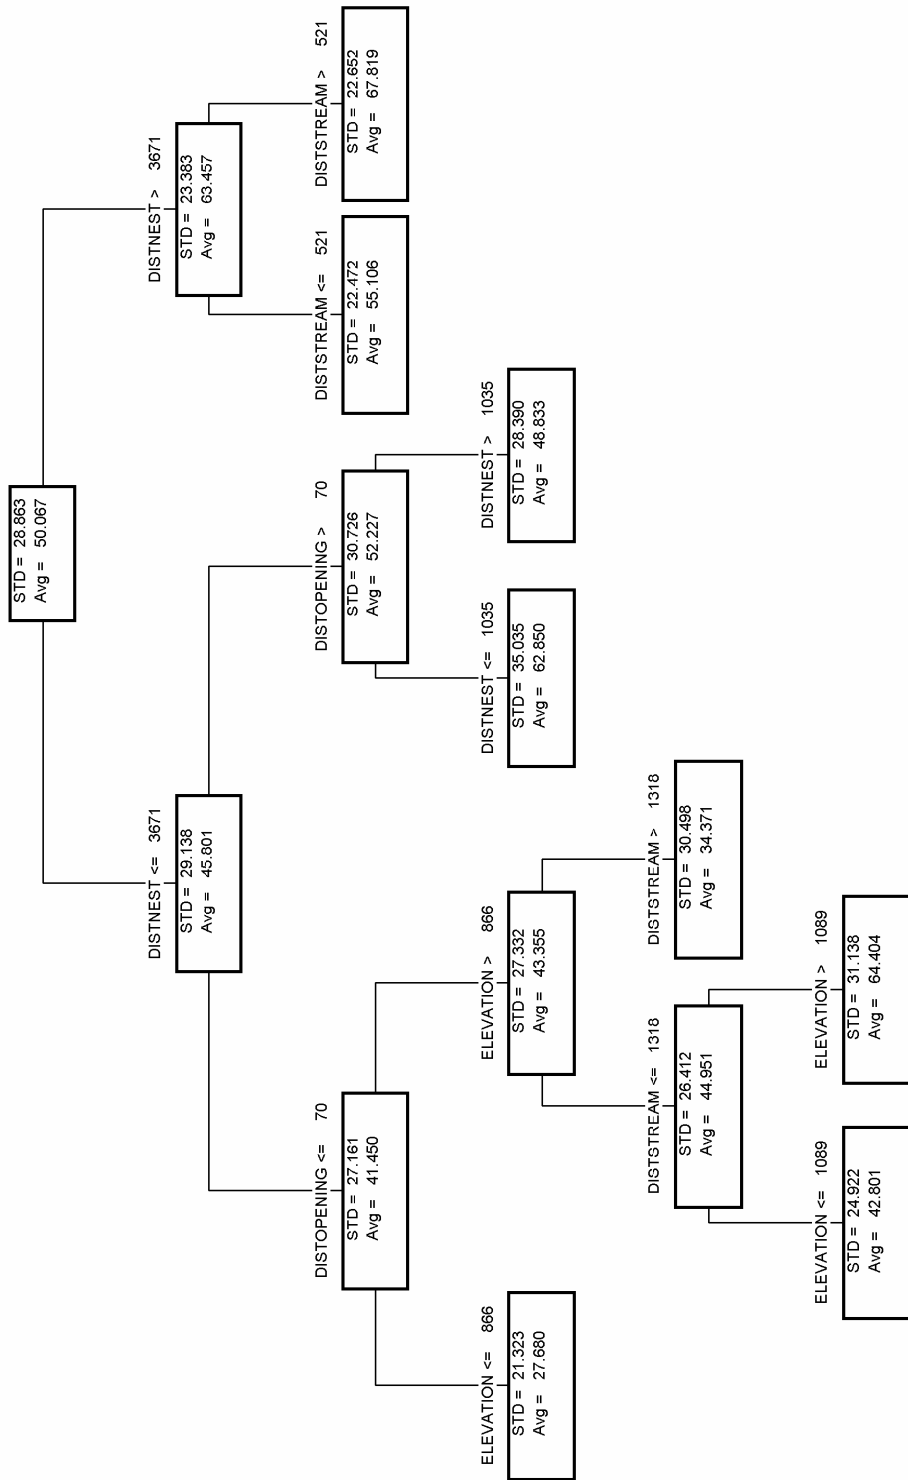 STD = 28.863
Avg = 50.067
DISTNEST <= 3671
STD = 29.138
Avg = 45.801
DISTNEST > 3671
STD = 23.383
Avg = 63.457
DISTOPENING <= 70
STD = 27.161
Avg = 41.450
DISTOPENING > 70
STD = 30.726
Avg = 52.227
DISTSTREAM <= 521
STD = 22.472
Avg = 55.106
DISTSTREAM > 521
STD = 22.652
Avg = 67.819
ELEVATION <= 866
STD = 21.323
Avg = 27.680
ELEVATION > 866
STD = 27.332
Avg = 43.355
DISTNEST <= 1035
STD = 35.035
Avg = 62.850
DISTNEST > 1035
STD = 28.390
Avg = 48.833
DISTSTREAM <= 1318
STD = 26.412
Avg = 44.951
DISTSTREAM > 1318
STD = 30.498
Avg = 34.371
ELEVATION <= 1089
STD = 24.922
Avg = 42.801
ELEVATION > 1089
STD = 31.138
Avg = 64.404